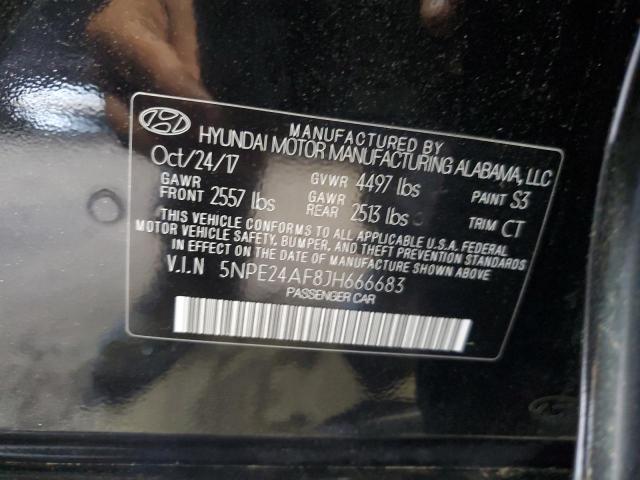 MANUFACTURED BY
HYUNDAI MOTOR MANUFACTURING ALABAMA, LLC
Oct/24/17 GVWR 4497 lbs PAINT S3
GAWR FRONT 2557 lbs GAWR REAR 2513 lbs TRIM CT
THIS VEHICLE CONFORMS TO ALL APPLICABLE U.S.A. FEDERAL
MOTOR VEHICLE SAFETY, BUMPER, AND THEFT PREVENTION STANDARDS
IN EFFECT ON THE DATE OF MANUFACTURE SHOWN ABOVE
V.I.N 5NPE24AF8JH666683
PASSENGER CAR